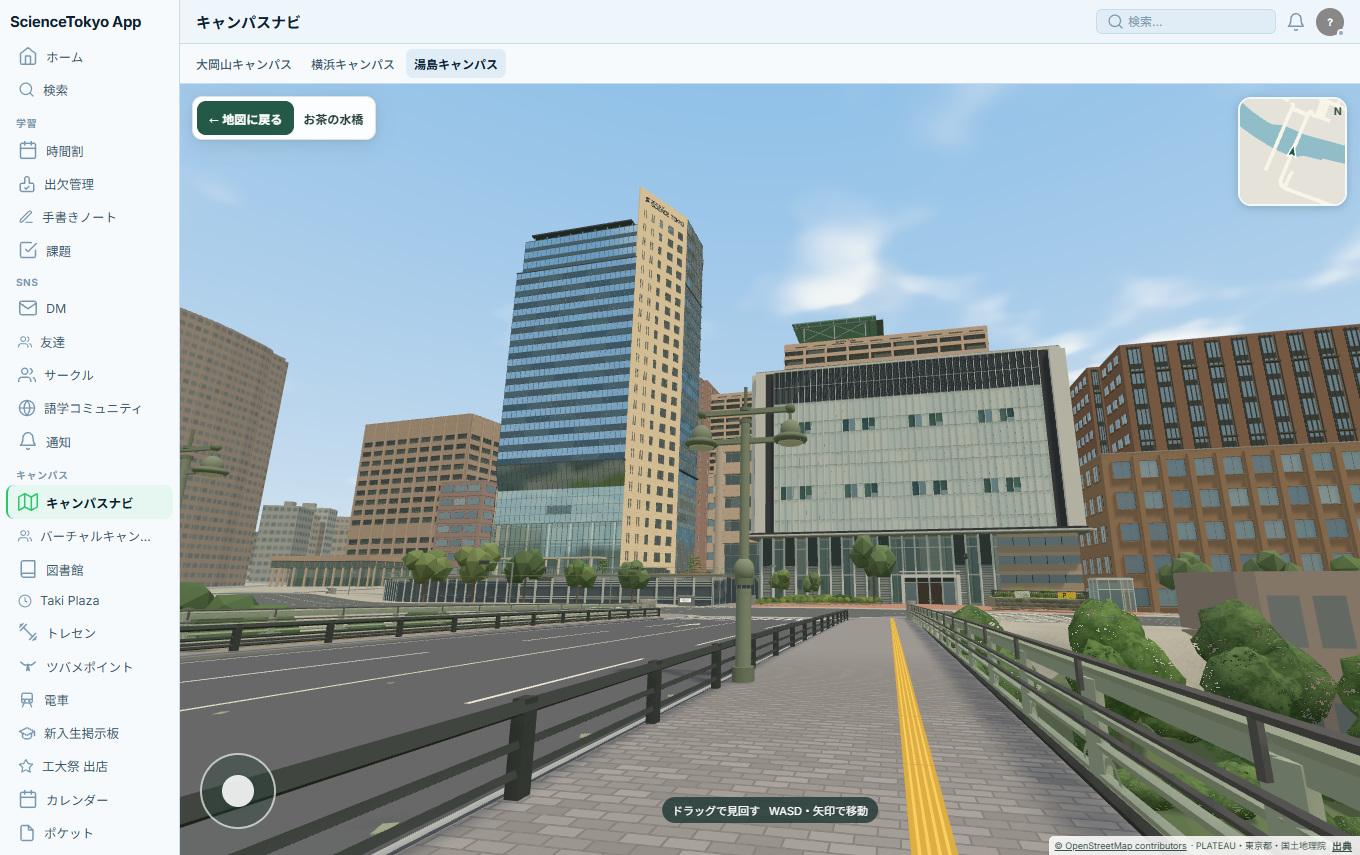 ScienceTokyo App
ホーム
検索
学習
時間割
出欠管理
手書きノート
課題
SNS
DM
友達
サークル
語学コミュニティ
通知
キャンパス
キャンパスナビ
バーチャルキャン...
図書館
Taki Plaza
トレセン
ツバメポイント
電車
新入生掲示板
工大祭 出店
カレンダー
ポケット
キャンパスナビ
検索...
?
大岡山キャンパス 横浜キャンパス 湯島キャンパス
← 地図に戻る お茶の水橋
N
SCIENCE TOKYO
P
ドラッグで見回す WASD・矢印で移動
© OpenStreetMap contributors · PLATEAU・東京都・国土地理院 出典